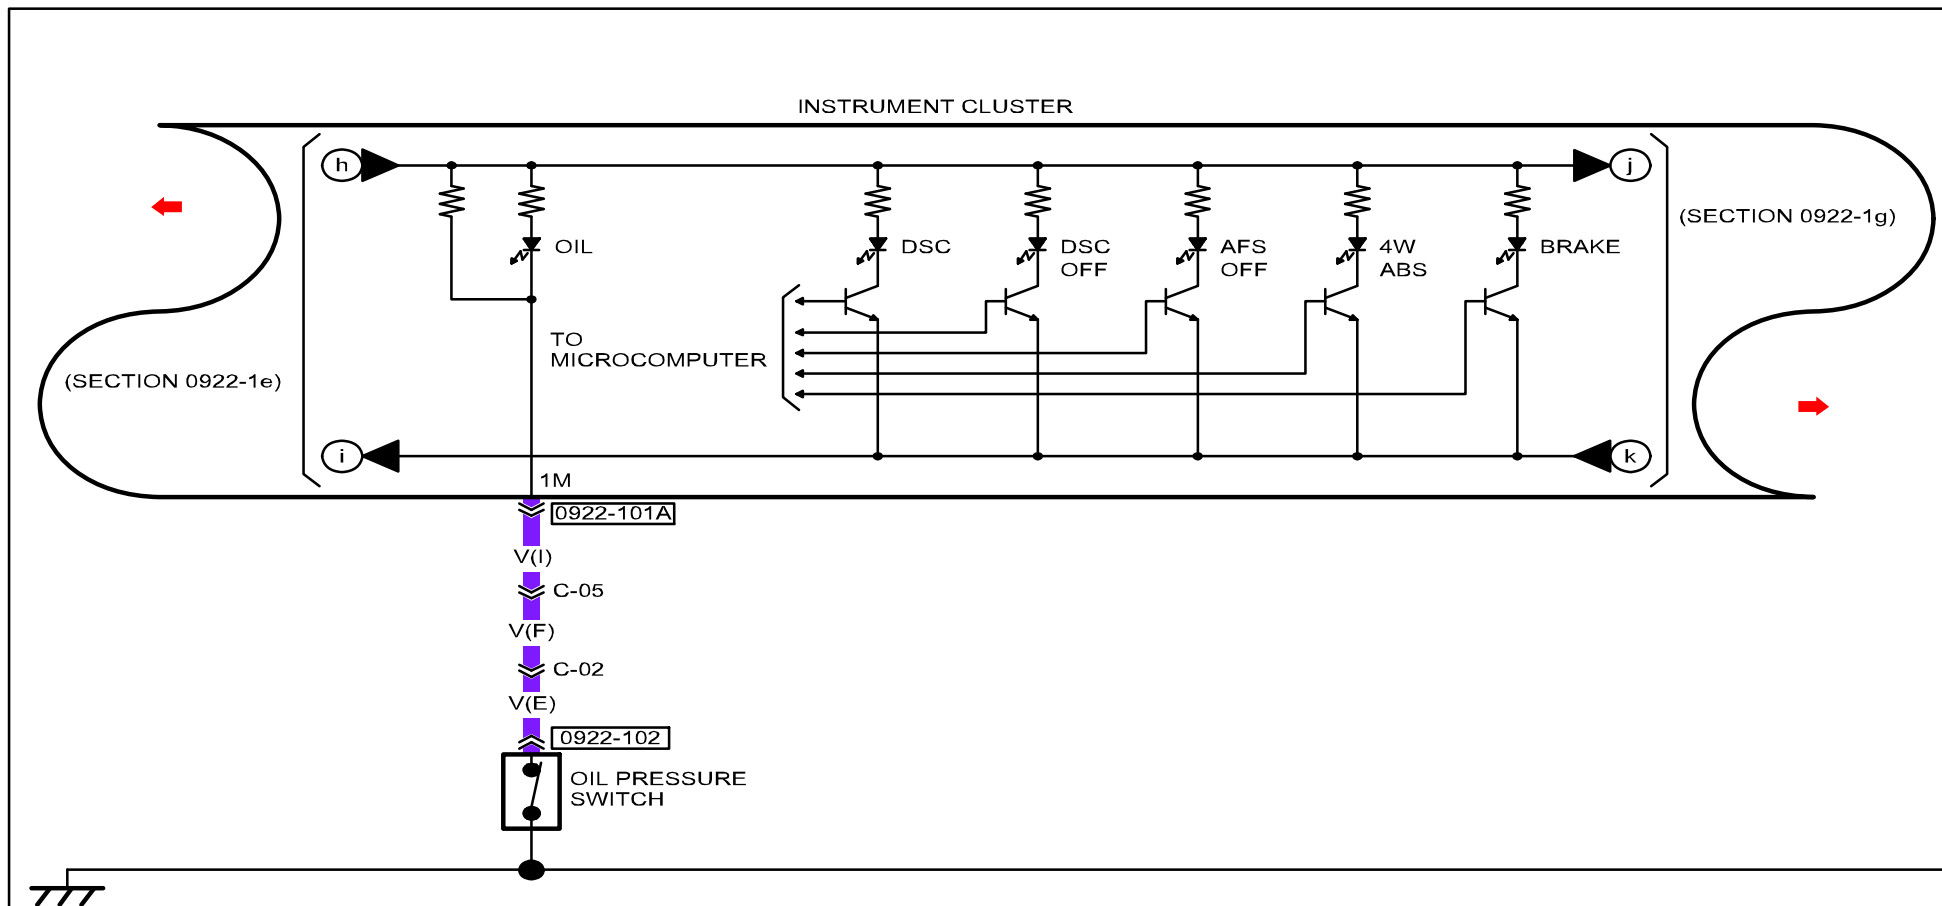 INSTRUMENT CLUSTER
h
j
(SECTION 0922-1g)
OIL
DSC
DSC
OFF
AFS
OFF
4W
ABS
BRAKE
TO
MICROCOMPUTER
(SECTION 0922-1e)
i
k
1M
0922-101A
V(I)
C-05
V(F)
C-02
V(E)
0922-102
OIL PRESSURE
SWITCH